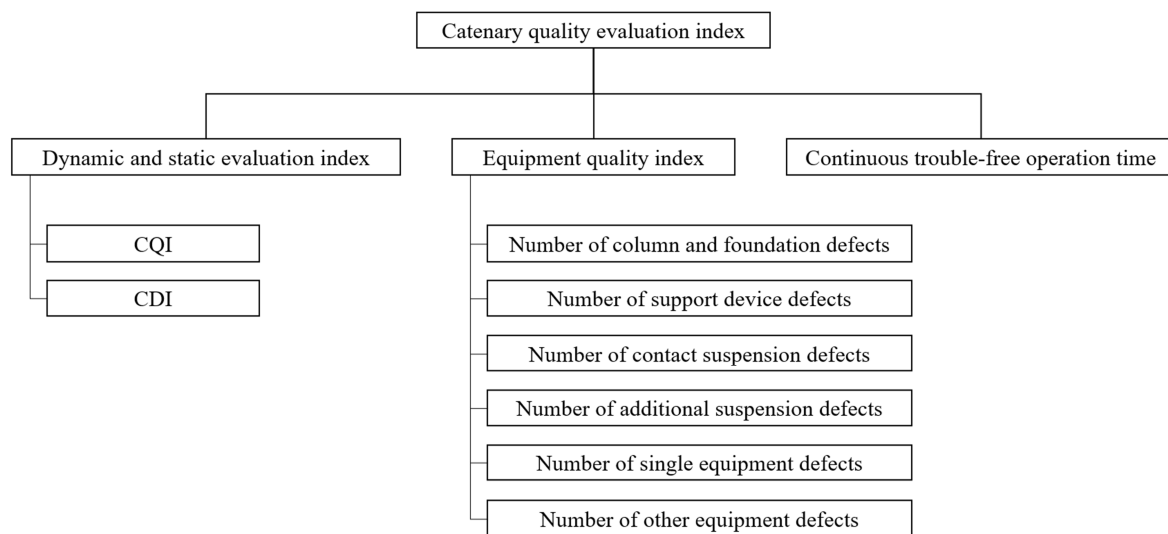 Catenary quality evaluation index
Dynamic and static evaluation index
Equipment quality index
Continuous trouble-free operation time
CQI
CDI
Number of column and foundation defects
Number of support device defects
Number of contact suspension defects
Number of additional suspension defects
Number of single equipment defects
Number of other equipment defects